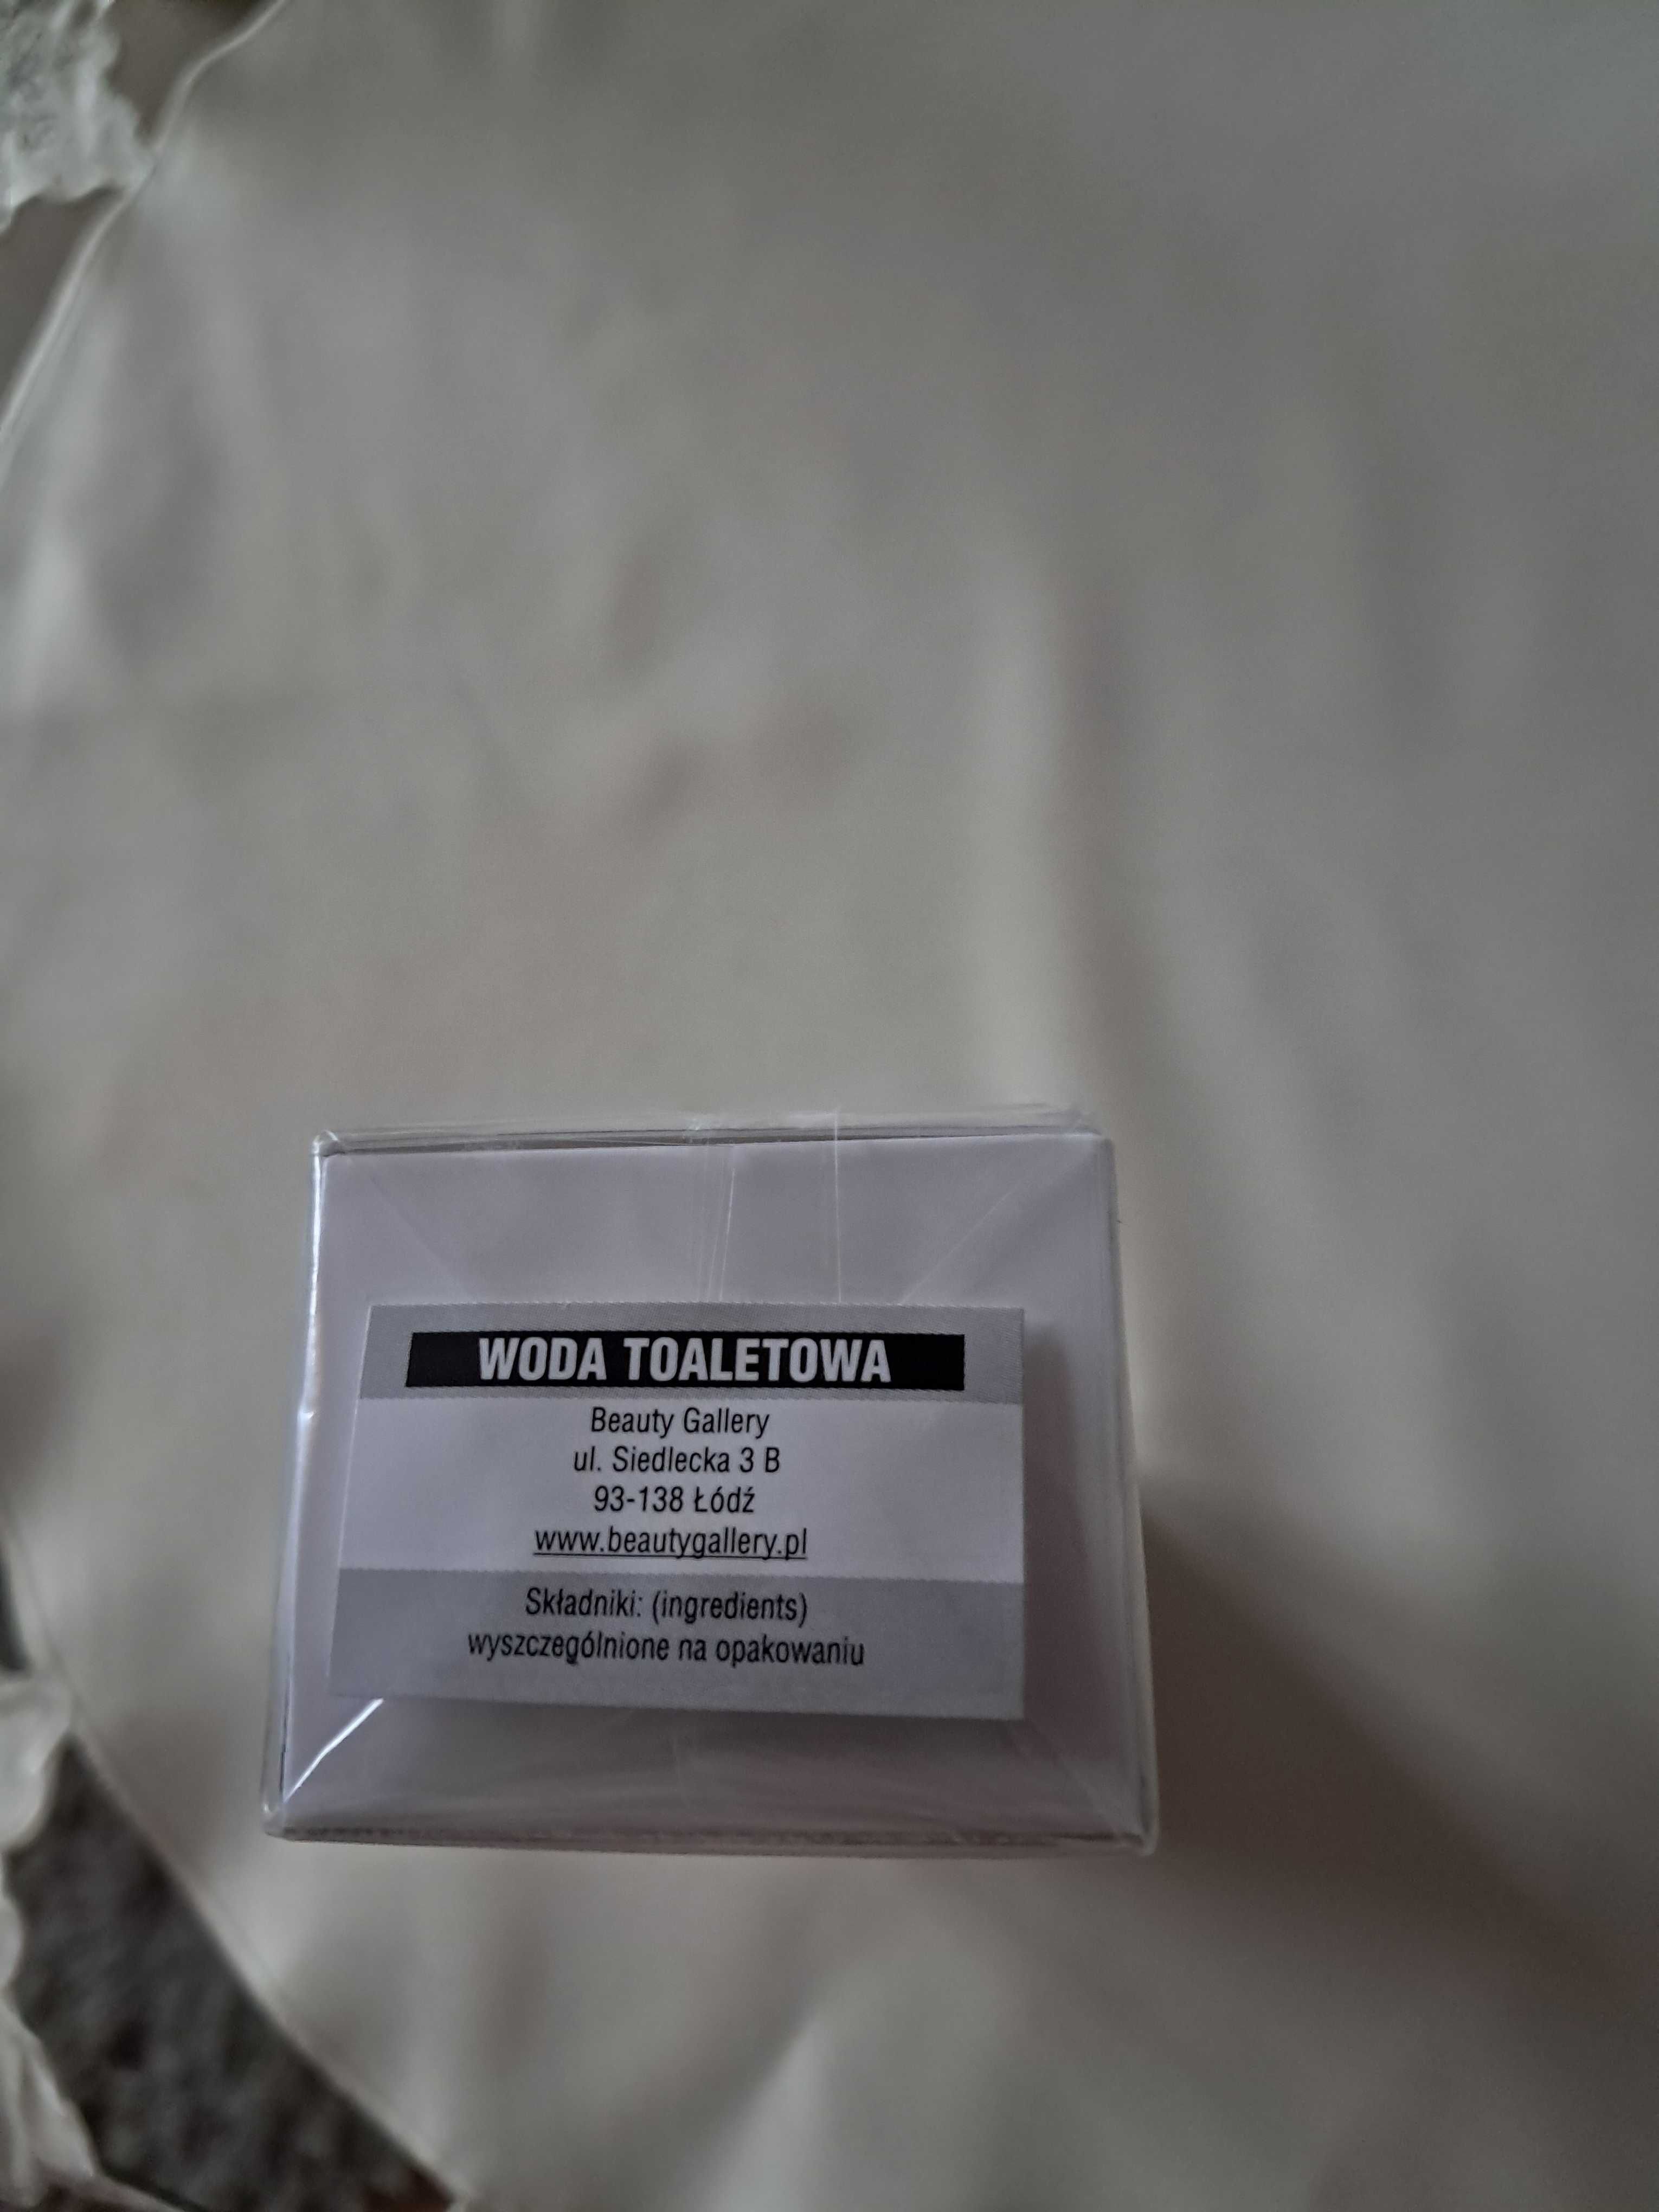 WODA TOALETOWA
Beauty Gallery
ul. Siedlecka 3 B
93-138 Łódź
www.beautygallery.pl
Składniki: (ingredients)
wyszczególnione na opakowaniu